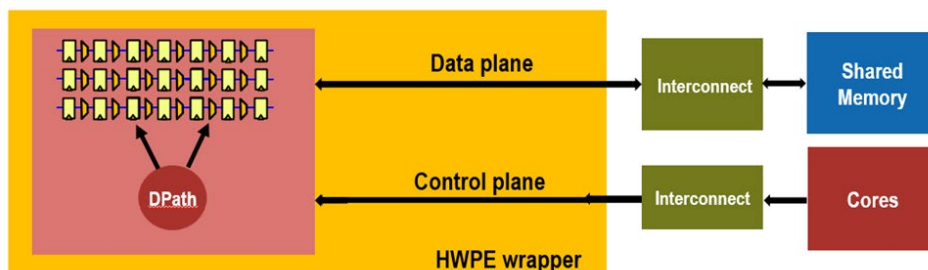 Data plane
Interconnect
Shared
Memory
DPath
Control plane
Interconnect
Cores
HWPE wrapper